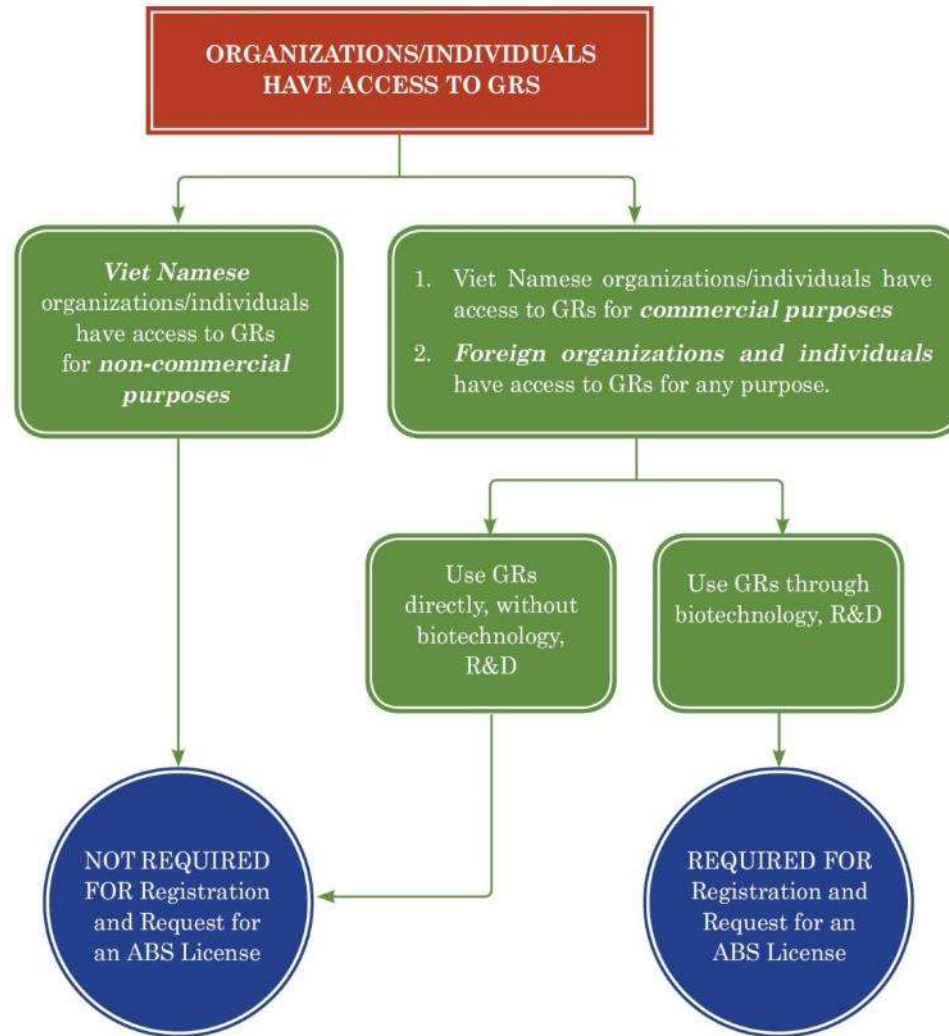 ORGANIZATIONS/INDIVIDUALS
HAVE ACCESS TO GRS
Viet Namese
organizations/individuals
have access to GRs
for non-commercial
purposes
1. Viet Namese organizations/individuals have
access to GRs for commercial purposes
2. Foreign organizations and individuals
have access to GRs for any purpose.
Use GRs
directly, without
biotechnology,
R&D
Use GRs through
biotechnology, R&D
NOT REQUIRED
FOR Registration
and Request for
an ABS License
REQUIRED FOR
Registration and
Request for an
ABS License